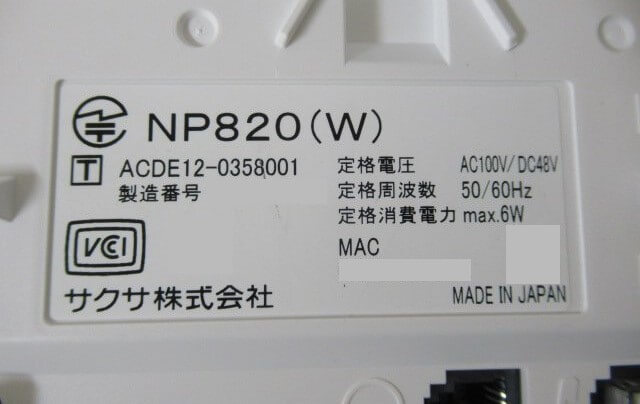 NP820(W)
T ACDE12-0358001
製造番号
定格電圧 AC100V/DC48V
定格周波数 50/60Hz
定格消費電力 max.6W
VCCI
MAC
サクサ株式会社
MADE IN JAPAN